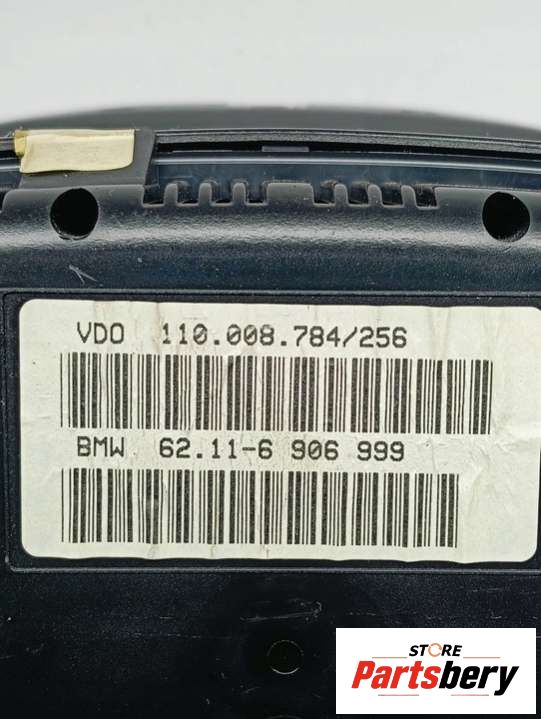 VDO 110.008.784/256
BMW 62.11-6 906 999
STORE
Partsbery